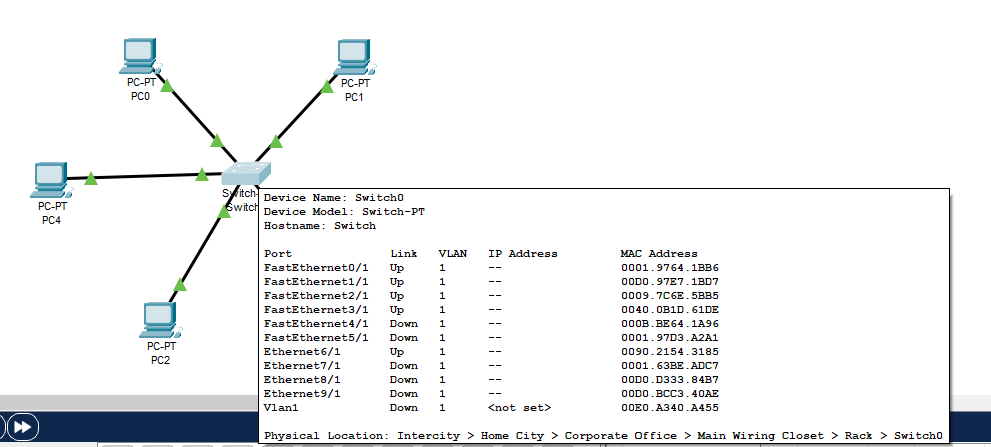 PC-PT
PC0
PC-PT
PC1
PC-PT
PC4
Switch
PC-PT
PC2
Device Name: Switch0
Device Model: Switch-PT
Hostname: Switch
Port Link VLAN IP Address MAC Address
FastEthernet0/1 Up 1 -- 0001.9764.1BB6
FastEthernet1/1 Up 1 -- 00D0.97E7.1BD7
FastEthernet2/1 Up 1 -- 0009.7C6E.5BB5
FastEthernet3/1 Up 1 -- 0040.0B1D.61DE
FastEthernet4/1 Down 1 -- 000B.BE64.1A96
FastEthernet5/1 Down 1 -- 0001.97D3.A2A1
Ethernet6/1 Up 1 -- 0090.2154.3185
Ethernet7/1 Down 1 -- 0001.63BE.ADC7
Ethernet8/1 Down 1 -- 00D0.D333.84B7
Ethernet9/1 Down 1 -- 00D0.BCC3.40AE
Vlan1 Down 1 <not set> 00E0.A340.A455
Physical Location: Intercity > Home City > Corporate Office > Main Wiring Closet > Rack > Switch0